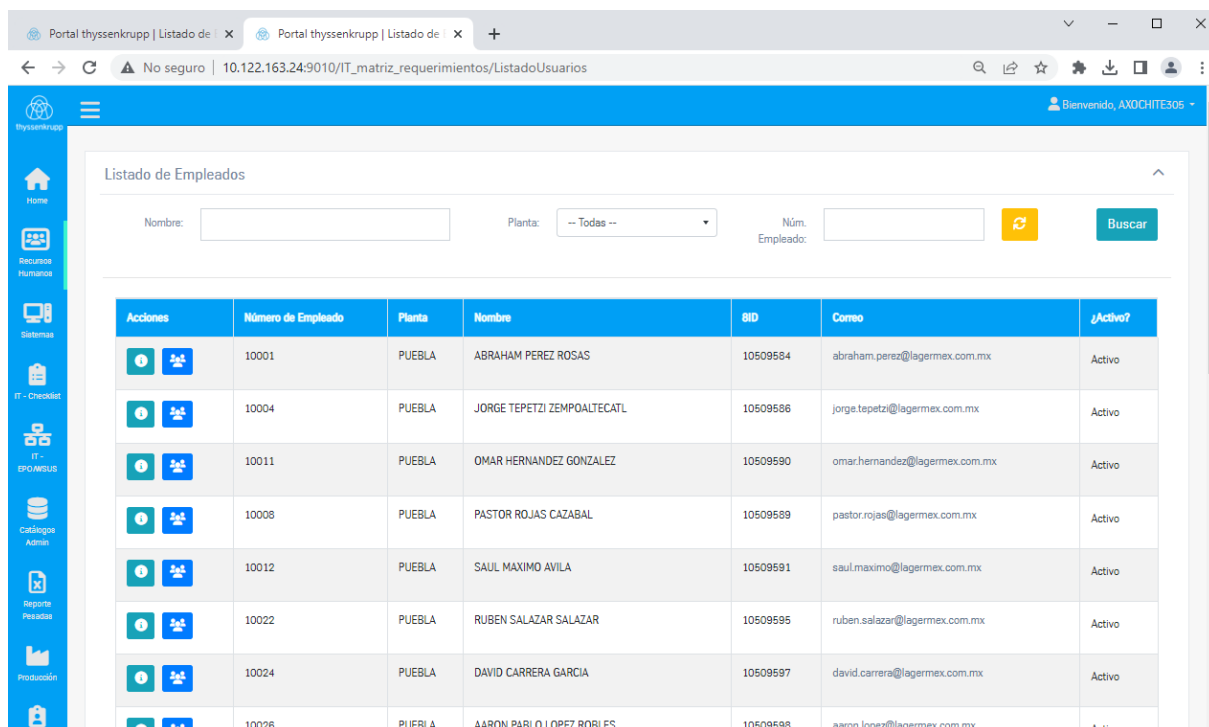 Portal thyssenkrupp | Listado de
Portal thyssenkrupp | Listado de
No seguro | 10.122.163.24:9010/IT_matriz_requerimientos/ListadoUsuarios
thyssenkrupp
Bienvenido, AXOCHITE305
Home
Recursos
Humanos
Sistemas
IT - Checklist
IT -
EPO/WSUS
Catálogos
Admin
Reporte
Pesadas
Producción
Listado de Empleados
Nombre:
Planta:
-- Todas --
Núm.
Empleado:
Buscar
Acciones Número de Empleado Planta Nombre 8ID Correo ¿Activo?
10001 PUEBLA ABRAHAM PEREZ ROSAS 10509584 abraham.perez@lagermex.com.mx Activo
10004 PUEBLA JORGE TEPETZI ZEMPOALTECATL 10509586 jorge.tepetzi@lagermex.com.mx Activo
10011 PUEBLA OMAR HERNANDEZ GONZALEZ 10509590 omar.hernandez@lagermex.com.mx Activo
10008 PUEBLA PASTOR ROJAS CAZABAL 10509589 pastor.rojas@lagermex.com.mx Activo
10012 PUEBLA SAUL MAXIMO AVILA 10509591 saul.maximo@lagermex.com.mx Activo
10022 PUEBLA RUBEN SALAZAR SALAZAR 10509595 ruben.salazar@lagermex.com.mx Activo
10024 PUEBLA DAVID CARRERA GARCIA 10509597 david.carrera@lagermex.com.mx Activo
10026 PUEBLA AARON PABLO LOPEZ ROBLES 10509598 aaron.lopez@lagermex.com.mx